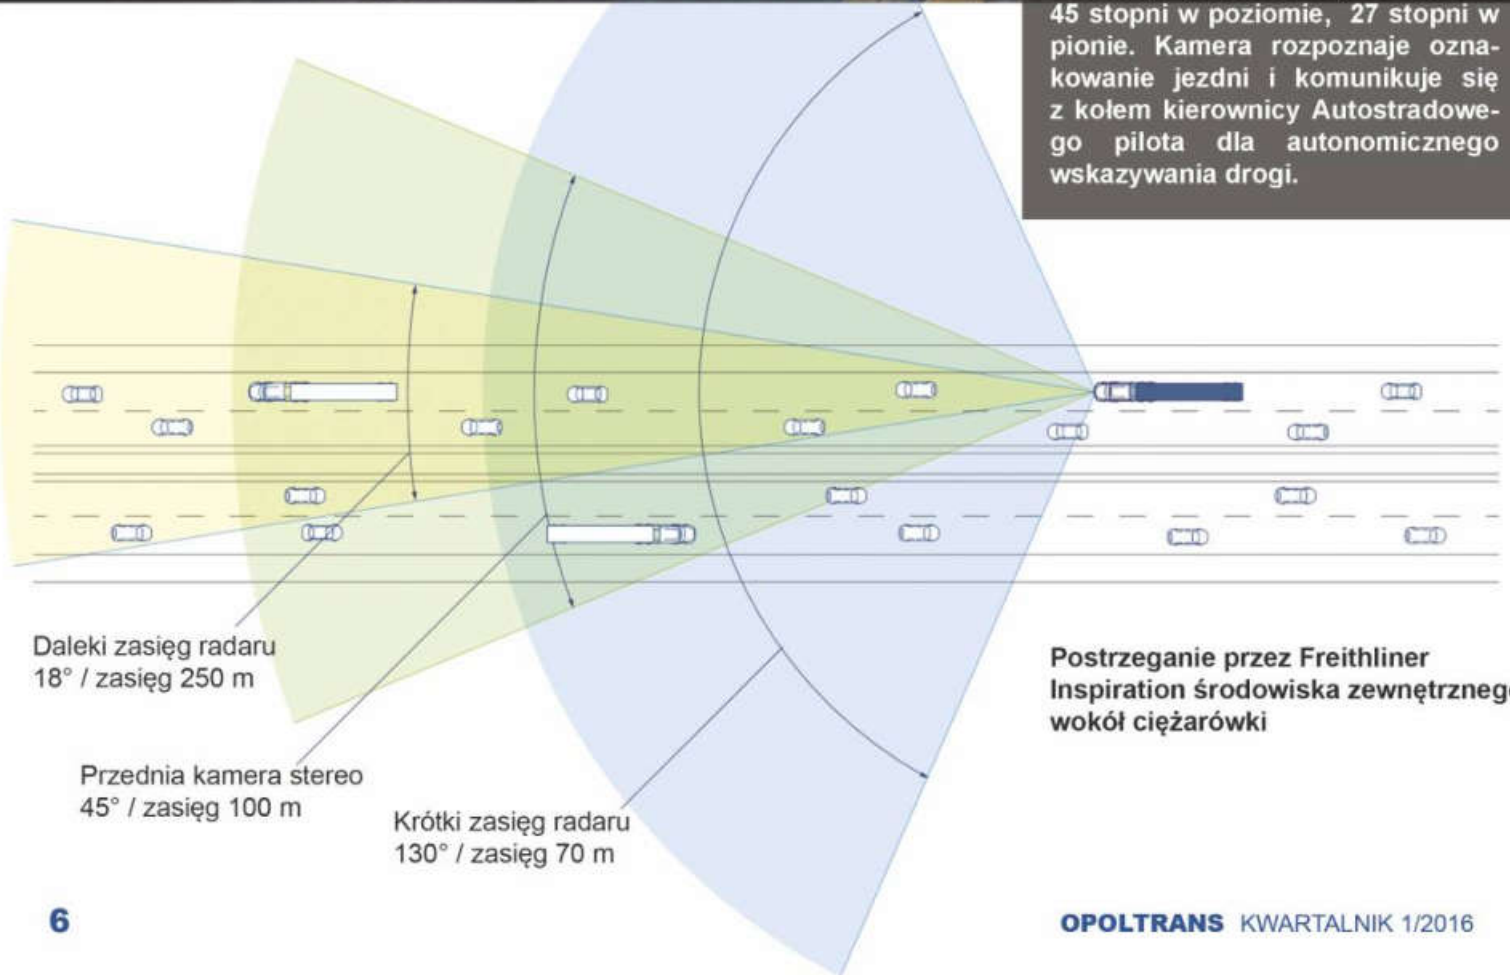 45 stopni w poziomie, 27 stopni w
pionie. Kamera rozpoznaje ozna-
kowanie jezdni i komunikuje się
z kołem kierownicy Autostradowe-
go pilota dla autonomicznego
wskazywania drogi.
Daleki zasięg radaru
18° / zasięg 250 m
Przednia kamera stereo
45° / zasięg 100 m
Krótki zasięg radaru
130° / zasięg 70 m
Postrzeganie przez Freithliner
Inspiration środowiska zewnętrzneg
wokół ciężarówki
6
OPOLTRANS KWARTALNIK 1/2016